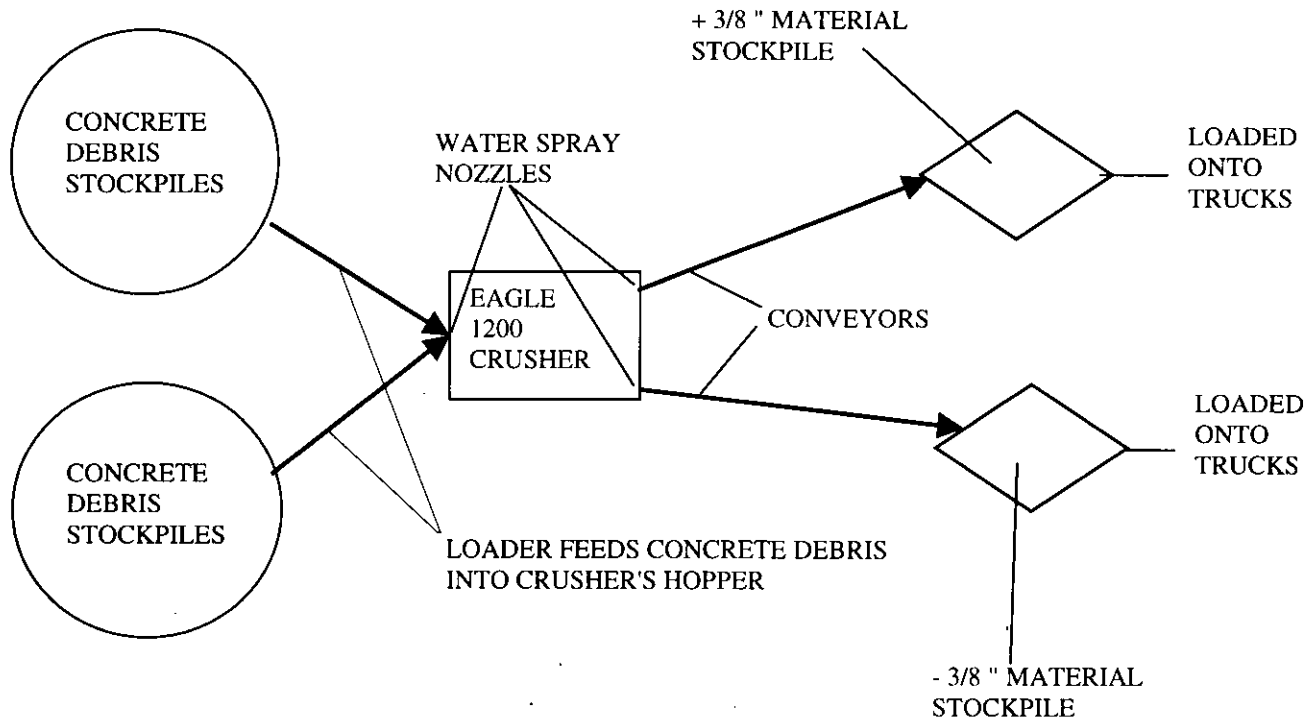 + 3/8 " MATERIAL
STOCKPILE
CONCRETE
DEBRIS
STOCKPILES
WATER SPRAY
NOZZLES
LOADED
ONTO
TRUCKS
EAGLE
1200
CRUSHER
CONVEYORS
CONCRETE
DEBRIS
STOCKPILES
LOADED
ONTO
TRUCKS
LOADER FEEDS CONCRETE DEBRIS
INTO CRUSHER'S HOPPER
- 3/8 " MATERIAL
STOCKPILE